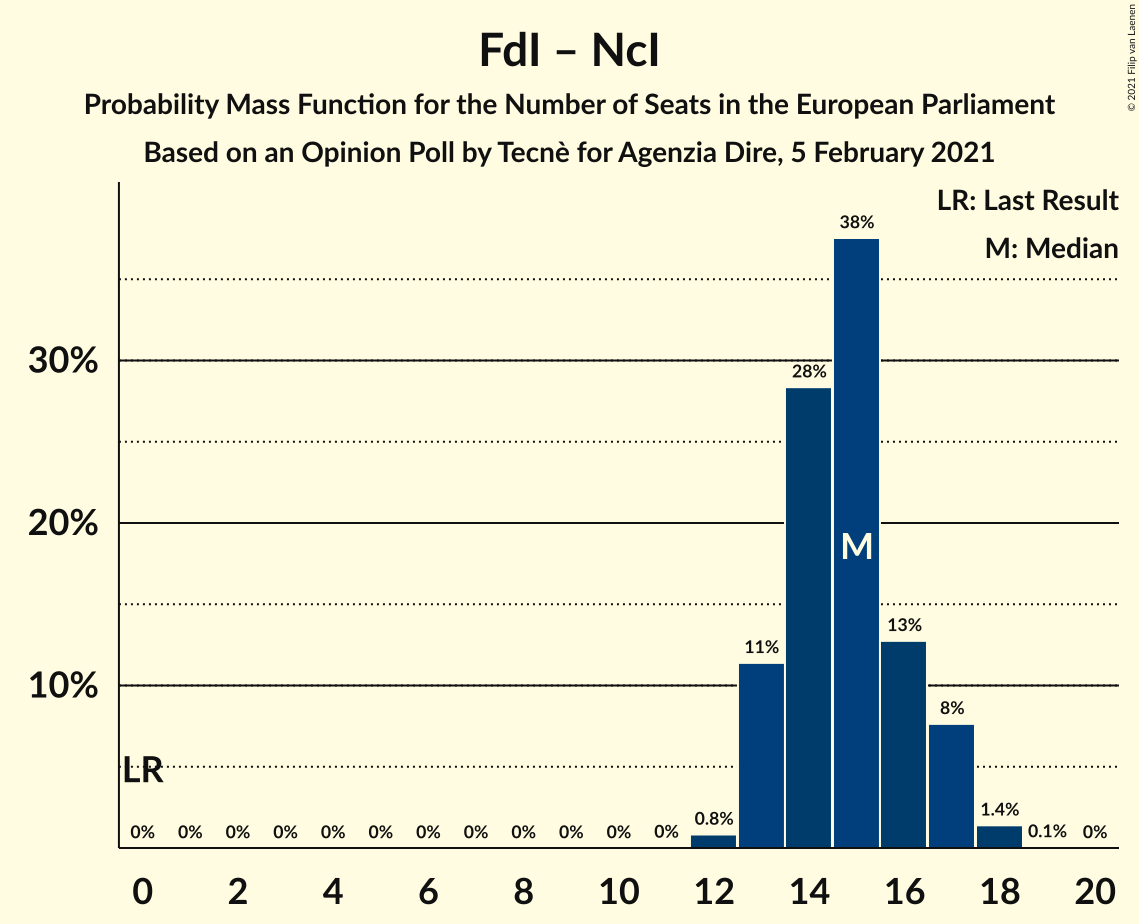 FdI – NcI
Probability Mass Function for the Number of Seats in the European Parliament
Based on an Opinion Poll by Tecnè for Agenzia Dire, 5 February 2021
© 2021 Filip van Laenen
LR: Last Result
M: Median
38%
30%
28%
20%
M
13%
11%
10%
8%
LR
0% 0% 0% 0% 0% 0% 0% 0% 0% 0% 0% 0% 0.8% 1.4% 0.1% 0%
0 2 4 6 8 10 12 14 16 18 20